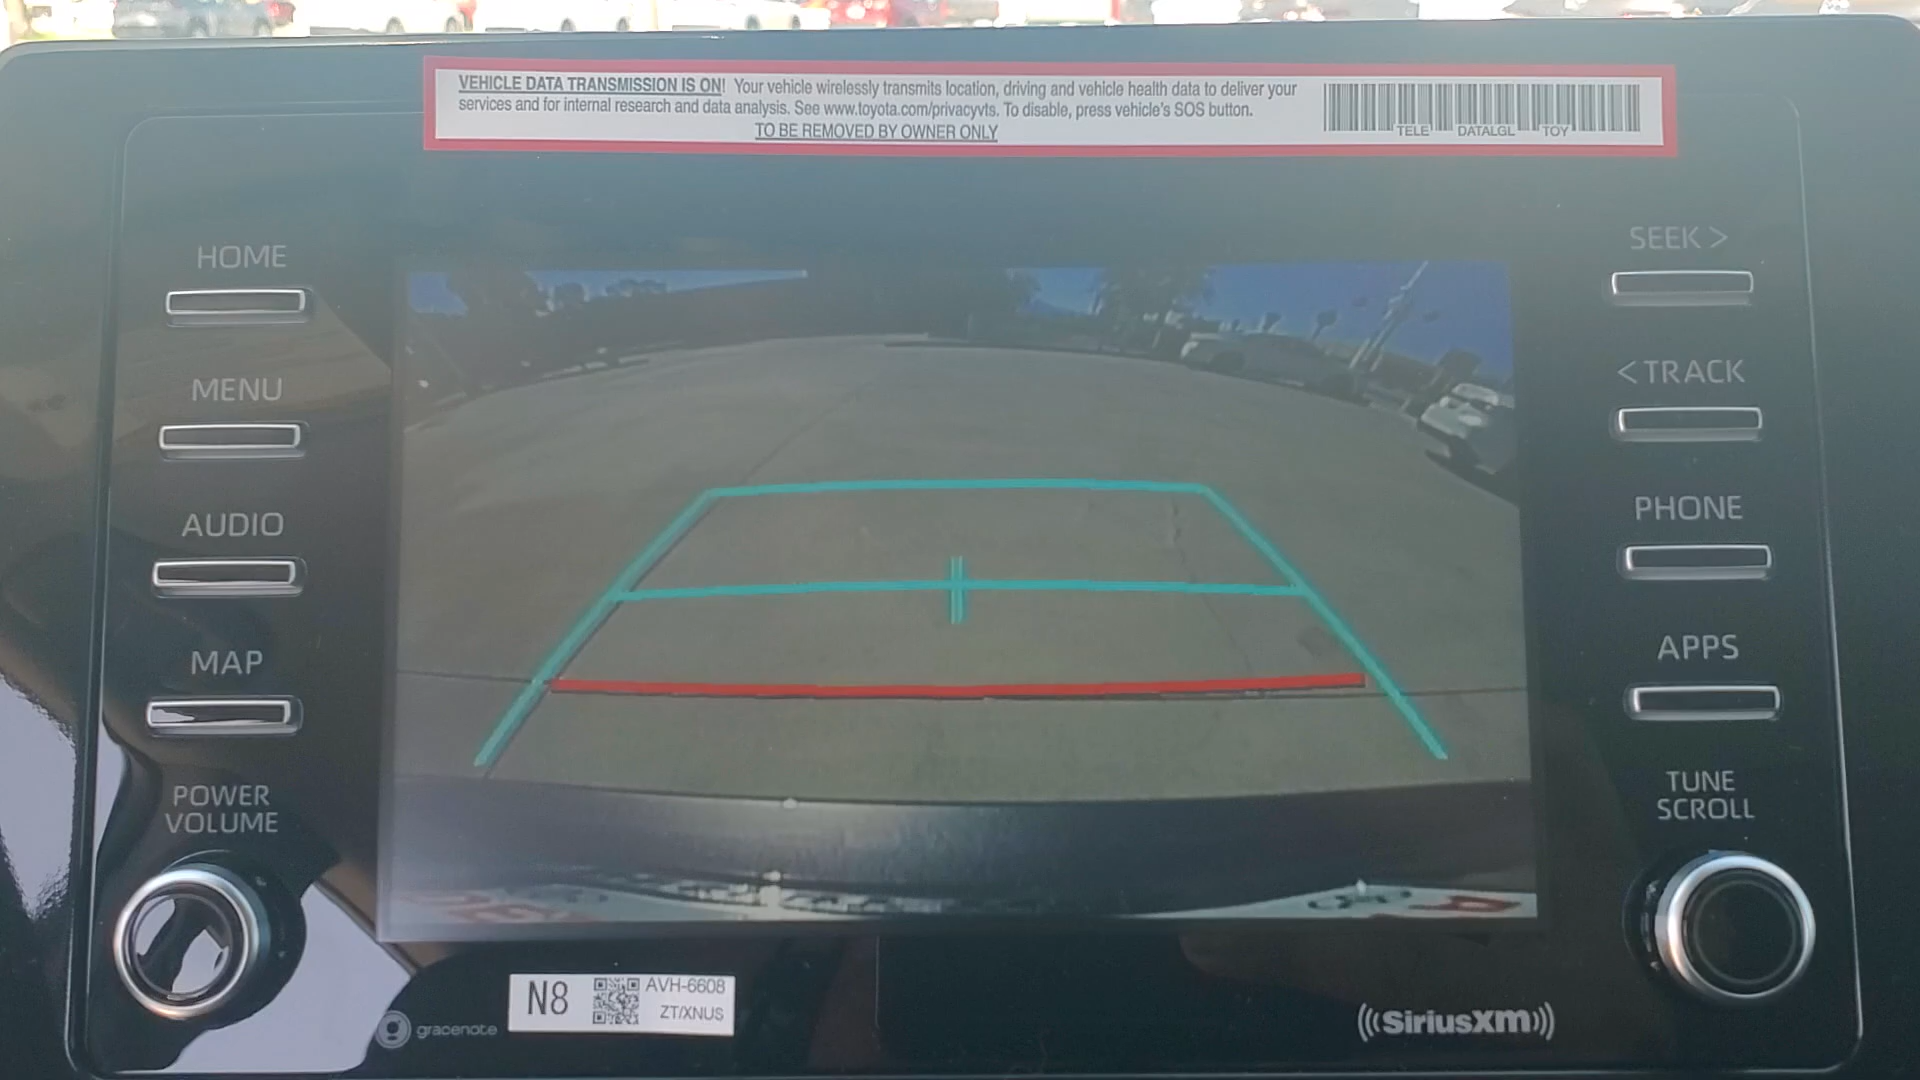 VEHICLE DATA TRANSMISSION IS ON! Your vehicle wirelessly transmits location, driving and vehicle health data to deliver your
services and for internal research and data analysis. See www.toyota.com/privacyvts. To disable, press vehicle's SOS button.
TO BE REMOVED BY OWNER ONLY
TELE DATALGL TOY
HOME
MENU
AUDIO
MAP
POWER
VOLUME
SEEK >
< TRACK
PHONE
APPS
TUNE
SCROLL
gracenote
N8
AVH-6608
ZT/XNUS
((SiriusXM))